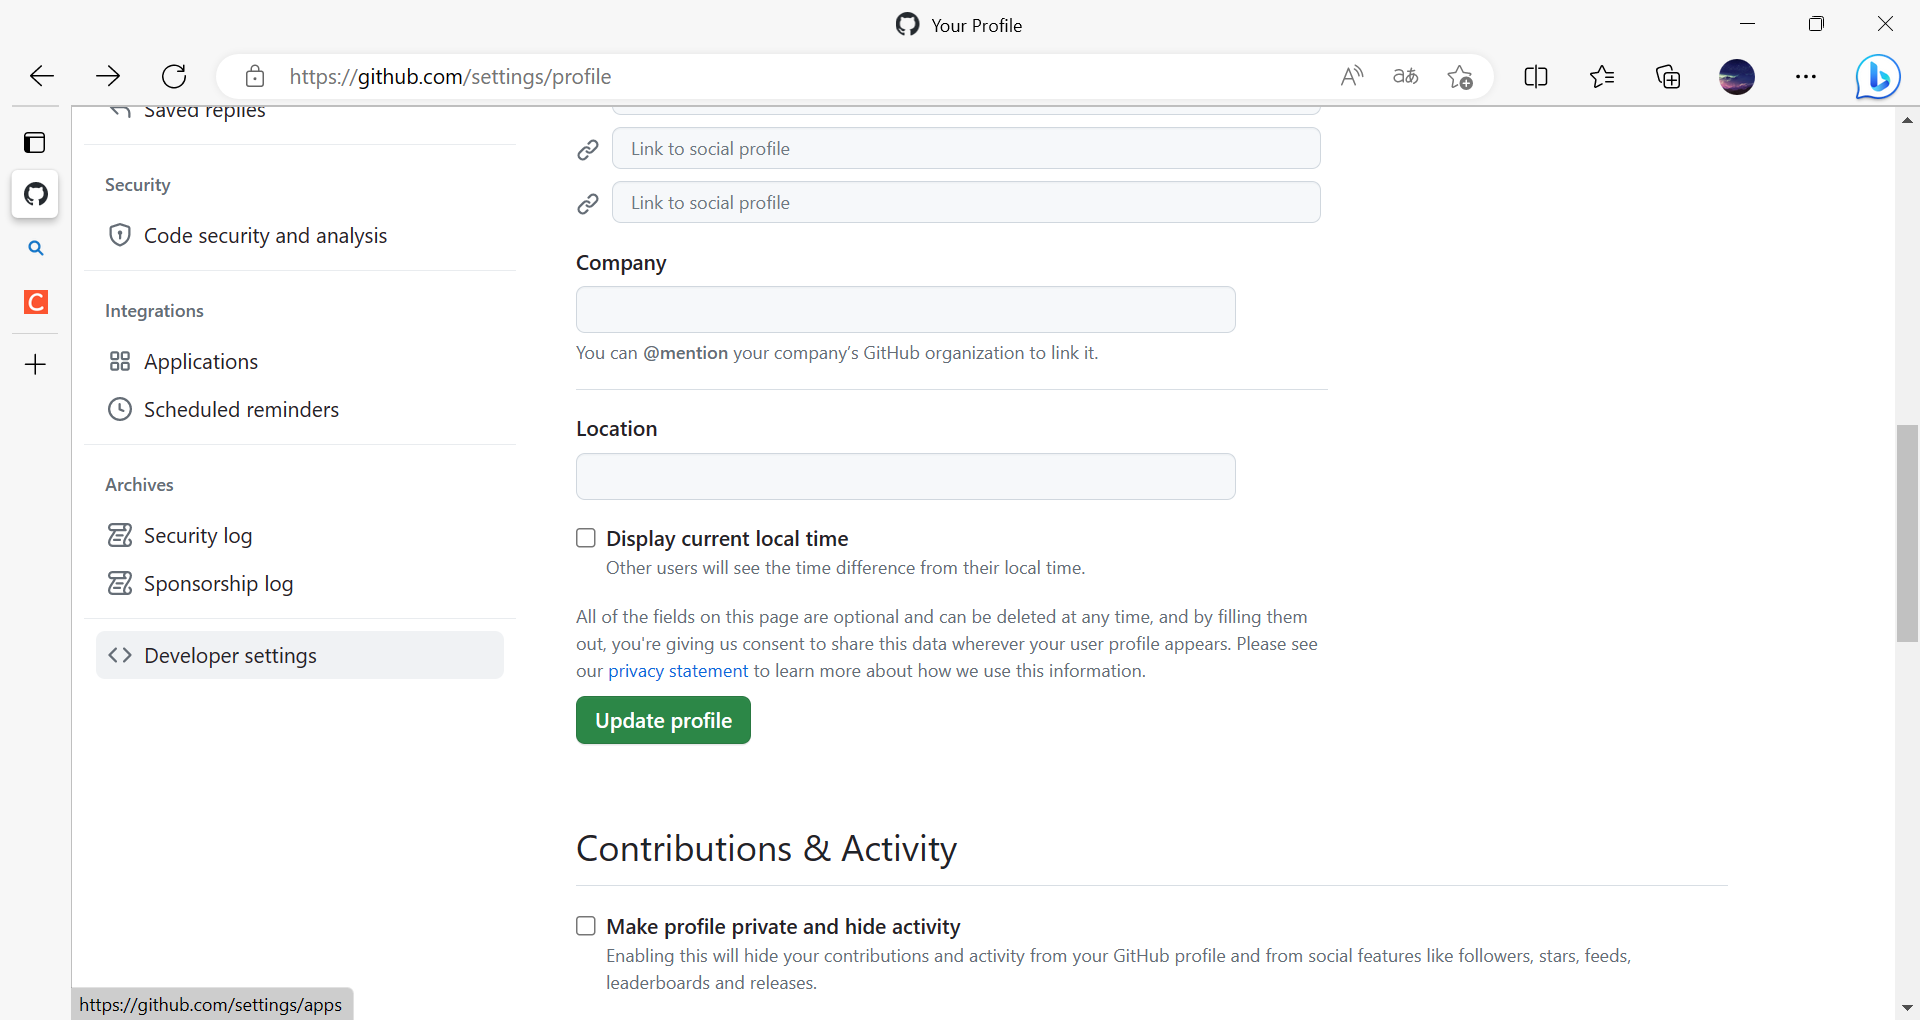 Your Profile
https://github.com/settings/profile
Saved replies
Security
Code security and analysis
Integrations
Applications
Scheduled reminders
Archives
Security log
Sponsorship log
Developer settings
Link to social profile
Link to social profile
Company
You can @mention your company's GitHub organization to link it.
Location
Display current local time
Other users will see the time difference from their local time.
All of the fields on this page are optional and can be deleted at any time, and by filling them
out, you're giving us consent to share this data wherever your user profile appears. Please see
our privacy statement to learn more about how we use this information.
Update profile
Contributions & Activity
Make profile private and hide activity
Enabling this will hide your contributions and activity from your GitHub profile and from social features like followers, stars, feeds,
leaderboards and releases.
https://github.com/settings/apps